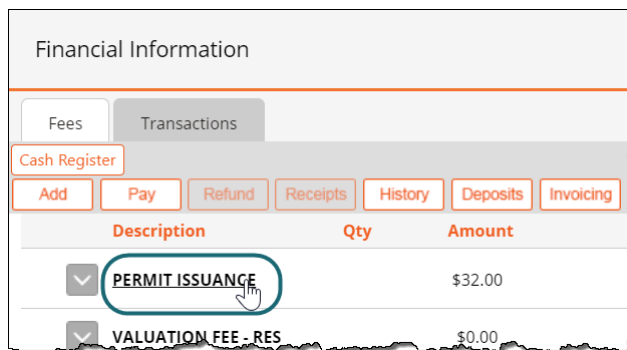 Financial Information
Fees Transactions
Cash Register
Add Pay Refund Receipts History Deposits Invoicing
Description Qty Amount
PERMIT ISSUANCE $32.00
VALUATION FEE - RES $0.00